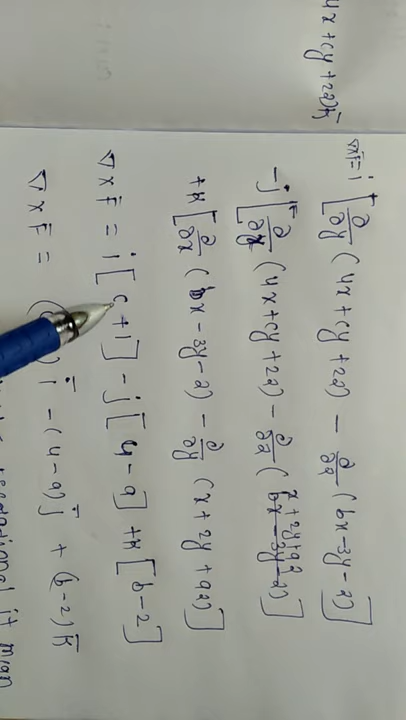 4x+cy+2z)k̄
∇×F̄ = i [∂/∂y (4x+cy+2z) - ∂/∂z (bx-3y-z)]
-j [∂/∂x (4x+cy+2z) - ∂/∂z (x+2y+az)]
+k [∂/∂x (bx-3y-z) - ∂/∂y (x+2y+az)]
∇×F̄ = i [c+1] - j[4-a] +k [b-2]
∇×F̄ = ( ) ī - (4-a)j̄ + (b-2)k̄